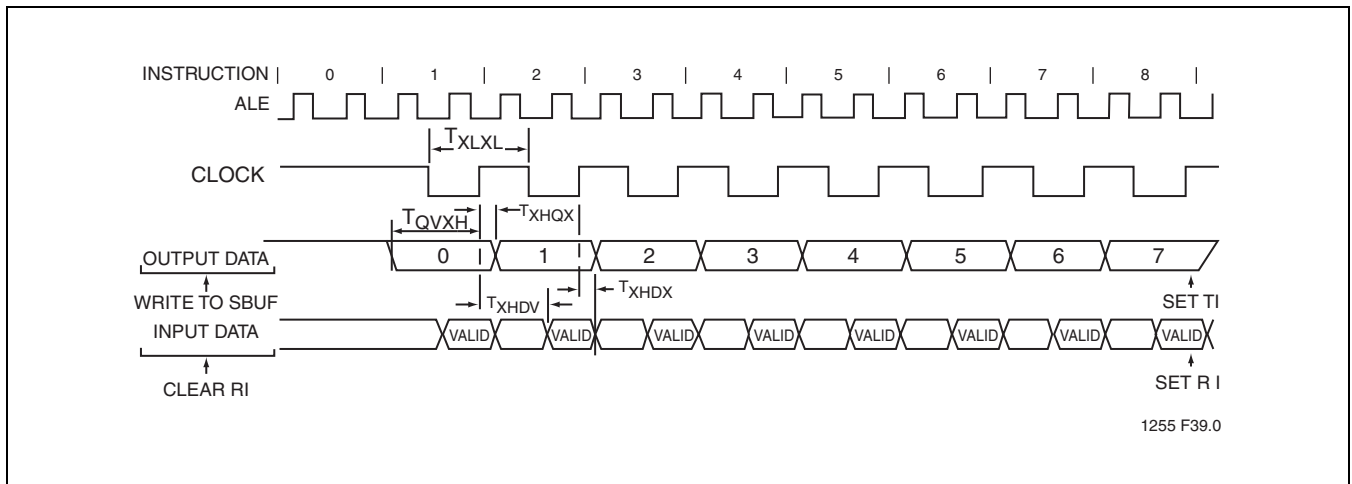 INSTRUCTION | 0 | 1 | 2 | 3 | 4 | 5 | 6 | 7 | 8 |
ALE
TXLXL
CLOCK
TQVXH
TXHQX
OUTPUT DATA 0 1 2 3 4 5 6 7
WRITE TO SBUF
TXHDV
TXHDX
SET TI
INPUT DATA VALID VALID VALID VALID VALID VALID VALID VALID
CLEAR RI
SET R I
1255 F39.0